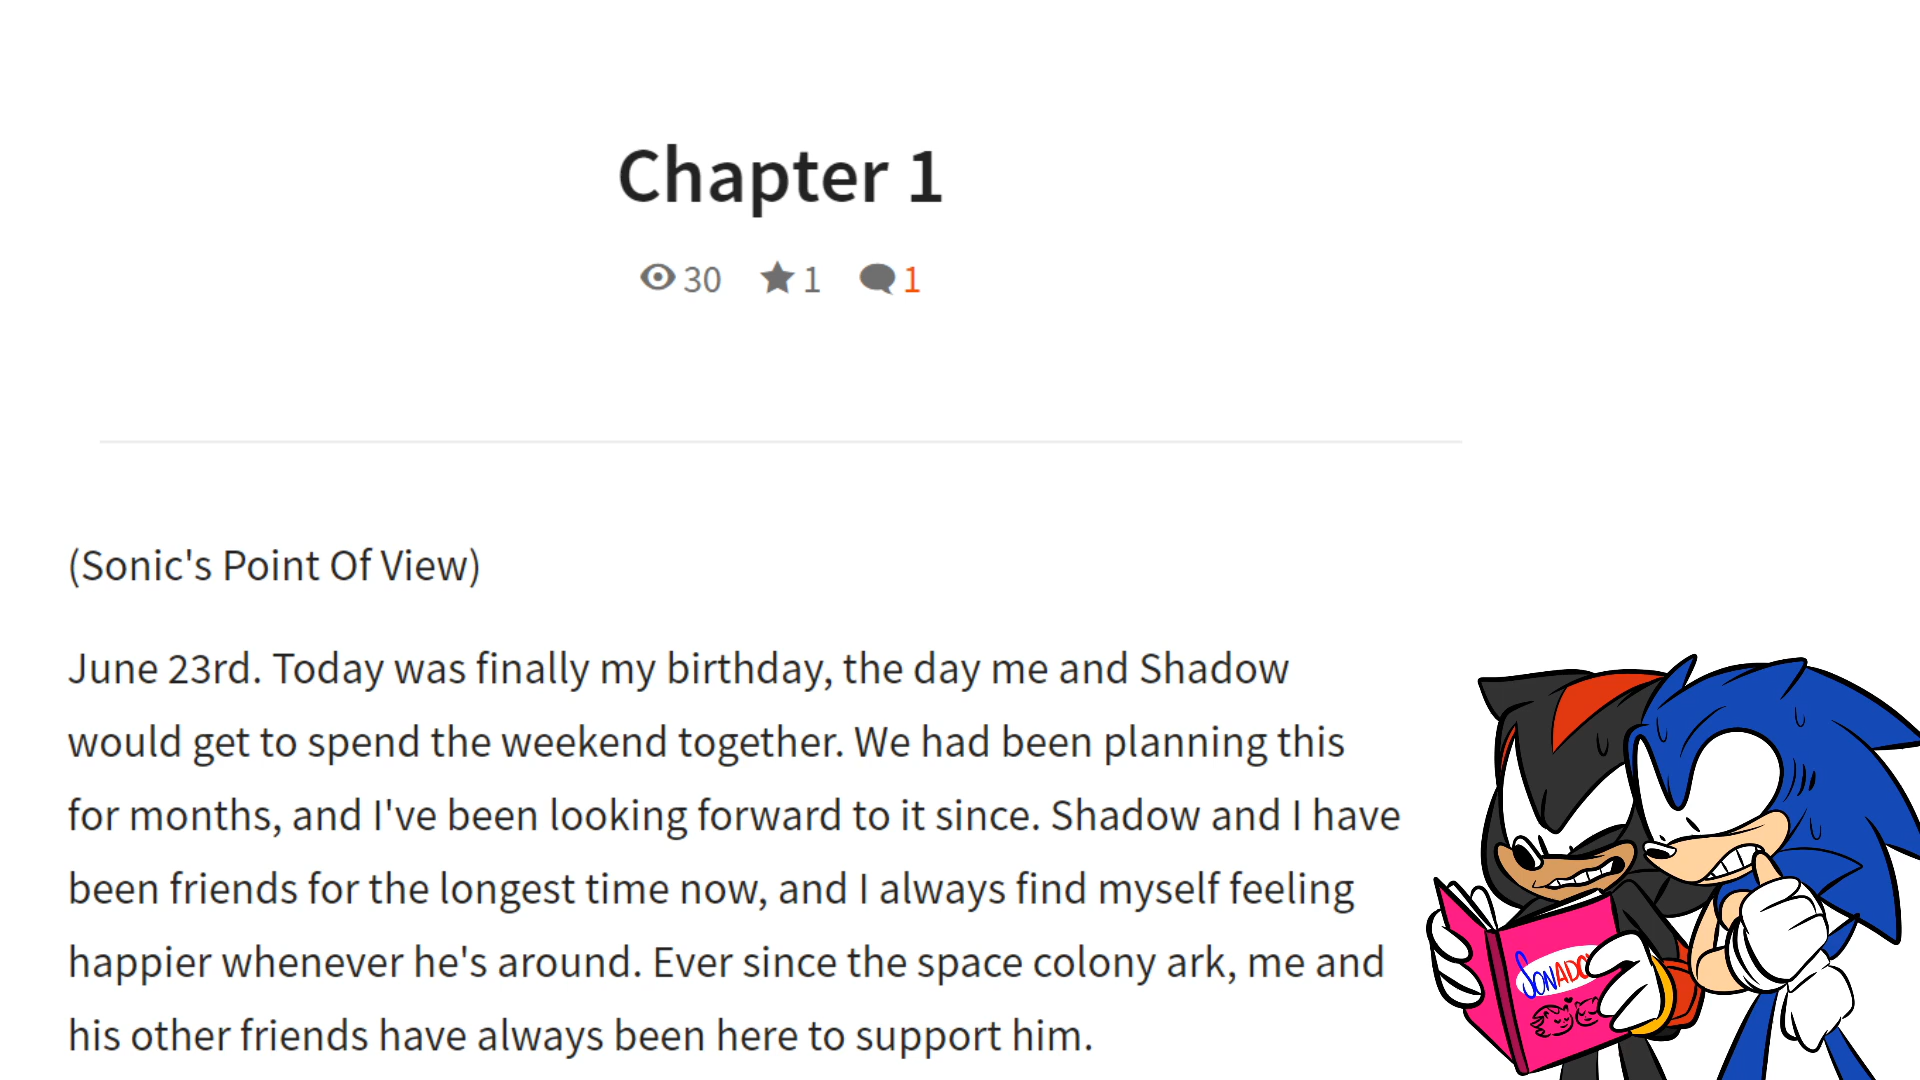 Chapter 1
30 1 1
(Sonic's Point Of View)
June 23rd. Today was finally my birthday, the day me and Shadow
would get to spend the weekend together. We had been planning this
for months, and I've been looking forward to it since. Shadow and I have
been friends for the longest time now, and I always find myself feeling
happier whenever he's around. Ever since the space colony ark, me and
his other friends have always been here to support him.